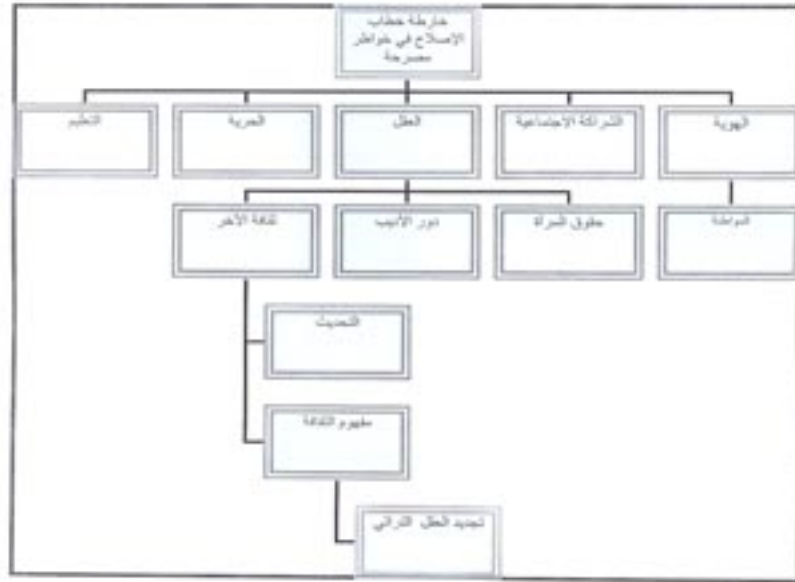 خارطة خطاب
الإصلاح في خواطر
مصرحة
الهوية
الشراكة الاجتماعية
العقل
الحرية
التعليم
المواطنة
حقوق المرأة
دور الأديب
ثقافة الآخر
التحديث
مفهوم الثقافة
تجديد العقل التراثي